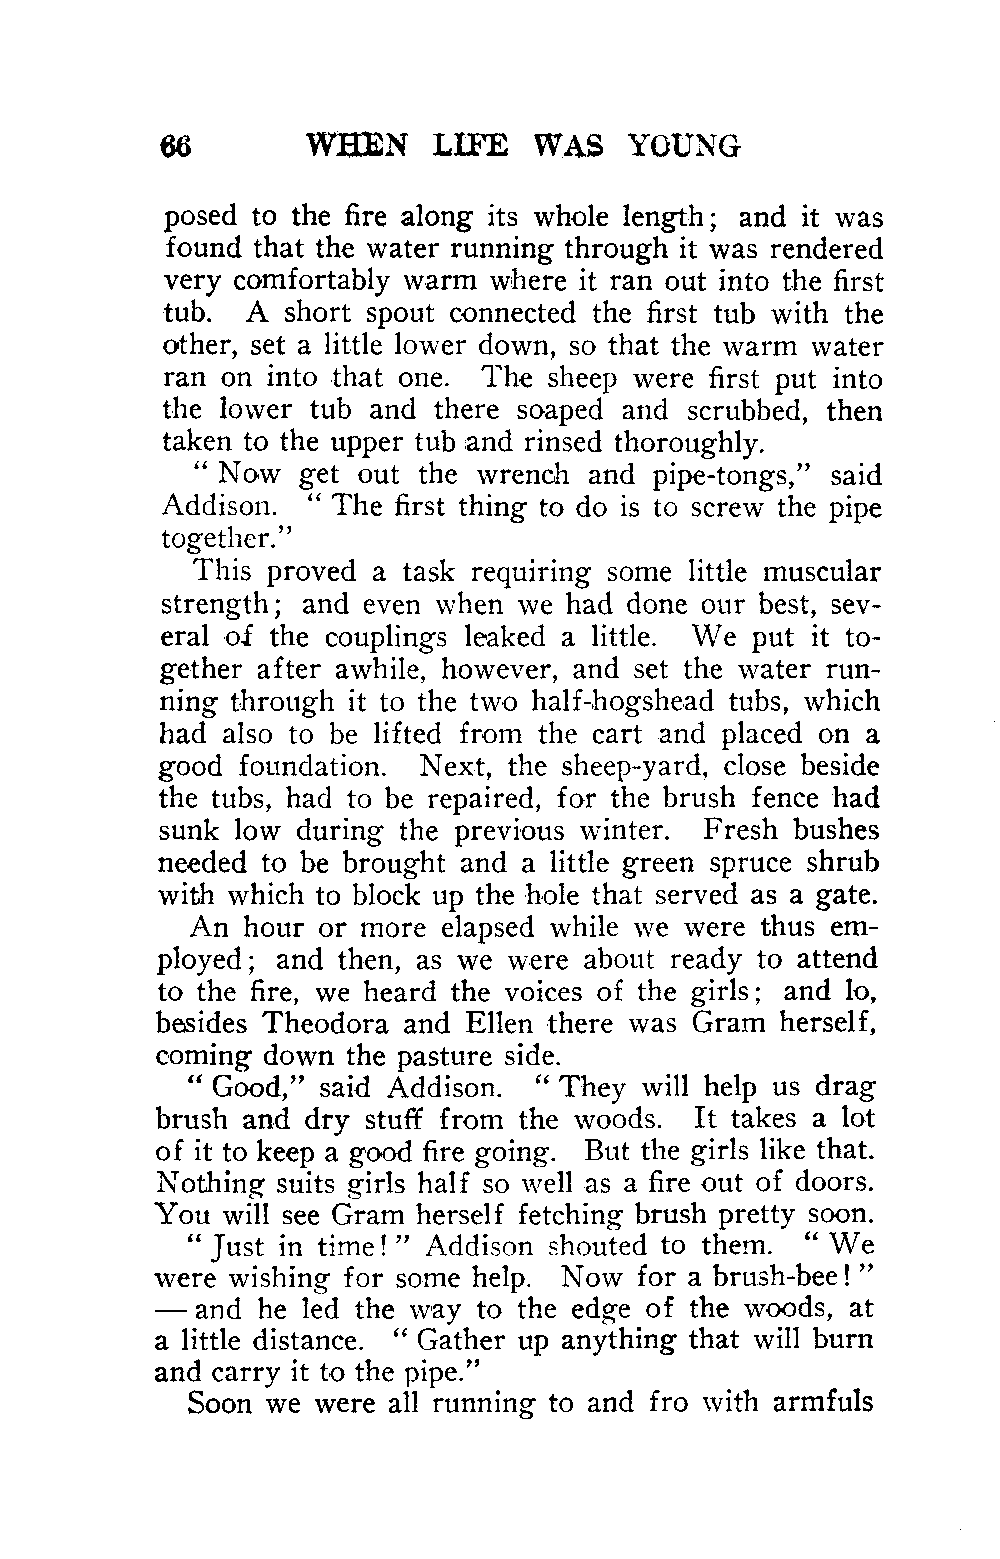 66 WHEN LIFE WAS YOUNG
posed to the fire along its whole length; and it was
found that the water running through it was rendered
very comfortably warm where it ran out into the first
tub. A short spout connected the first tub with the
other, set a little lower down, so that the warm water
ran on into that one. The sheep were first put into
the lower tub and there soaped and scrubbed, then
taken to the upper tub and rinsed thoroughly.
“ Now get out the wrench and pipe-tongs,” said
Addison. “ The first thing to do is to screw the pipe
together.”
This proved a task requiring some little muscular
strength; and even when we had done our best, sev-
eral of the couplings leaked a little. We put it to-
gether after awhile, however, and set the water run-
ning through it to the two half-hogshead tubs, which
had also to be lifted from the cart and placed on a
good foundation. Next, the sheep-yard, close beside
the tubs, had to be repaired, for the brush fence had
sunk low during the previous winter. Fresh bushes
needed to be brought and a little green spruce shrub
with which to block up the hole that served as a gate.
An hour or more elapsed while we were thus em-
ployed; and then, as we were about ready to attend
to the fire, we heard the voices of the girls; and lo,
besides Theodora and Ellen there was Gram herself,
coming down the pasture side.
“ Good,” said Addison. “ They will help us drag
brush and dry stuff from the woods. It takes a lot
of it to keep a good fire going. But the girls like that.
Nothing suits girls half so well as a fire out of doors.
You will see Gram herself fetching brush pretty soon.
“ Just in time! ” Addison shouted to them. “ We
were wishing for some help. Now for a brush-bee! ”
— and he led the way to the edge of the woods, at
a little distance. “ Gather up anything that will burn
and carry it to the pipe.”
Soon we were all running to and fro with armfuls